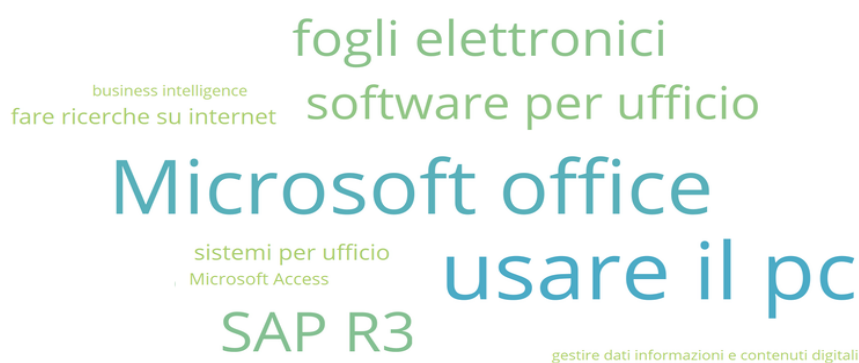 fogli elettronici
business intelligence
software per ufficio
fare ricerche su internet
Microsoft office
sistemi per ufficio
usare il pc
Microsoft Access
SAP R3
gestire dati informazioni e contenuti digitali